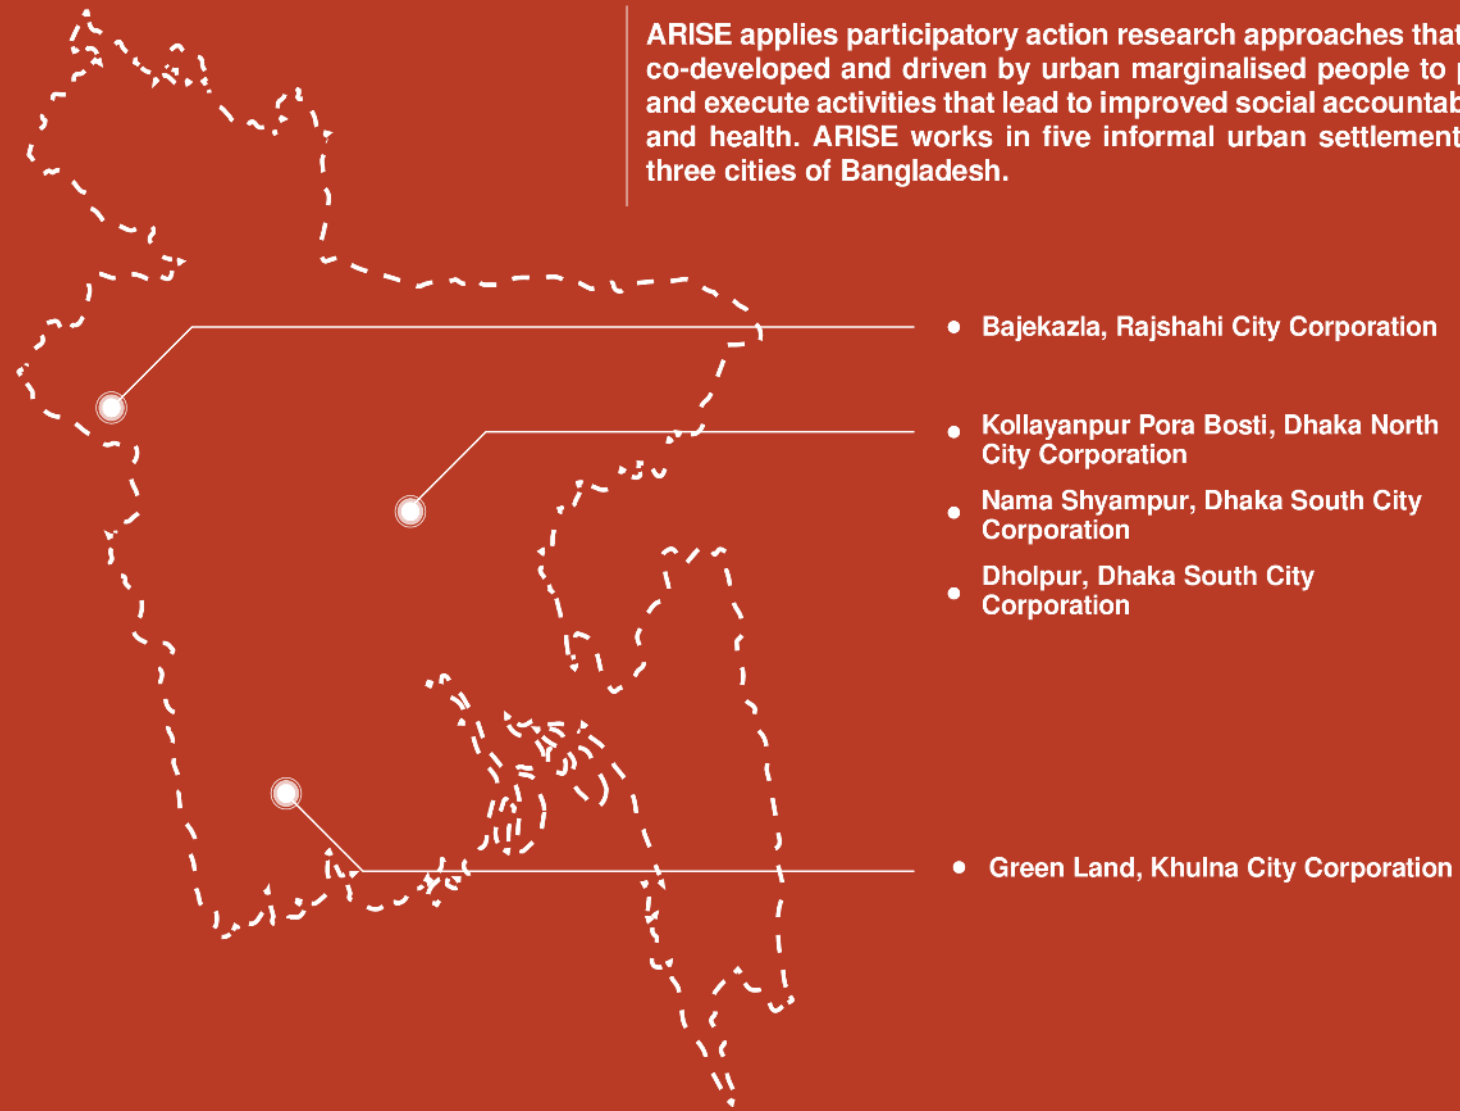 ARISE applies participatory action research approaches that
co-developed and driven by urban marginalised people to
and execute activities that lead to improved social
and health. ARISE works in five informal urban
three cities of Bangladesh.
Bajekazla, Rajshahi City Corporation
Kollayanpur Pora Bosti, Dhaka North
City Corporation
Nama Shyampur, Dhaka South City
Corporation
Dholpur, Dhaka South City
Corporation
Green Land, Khulna City Corporation